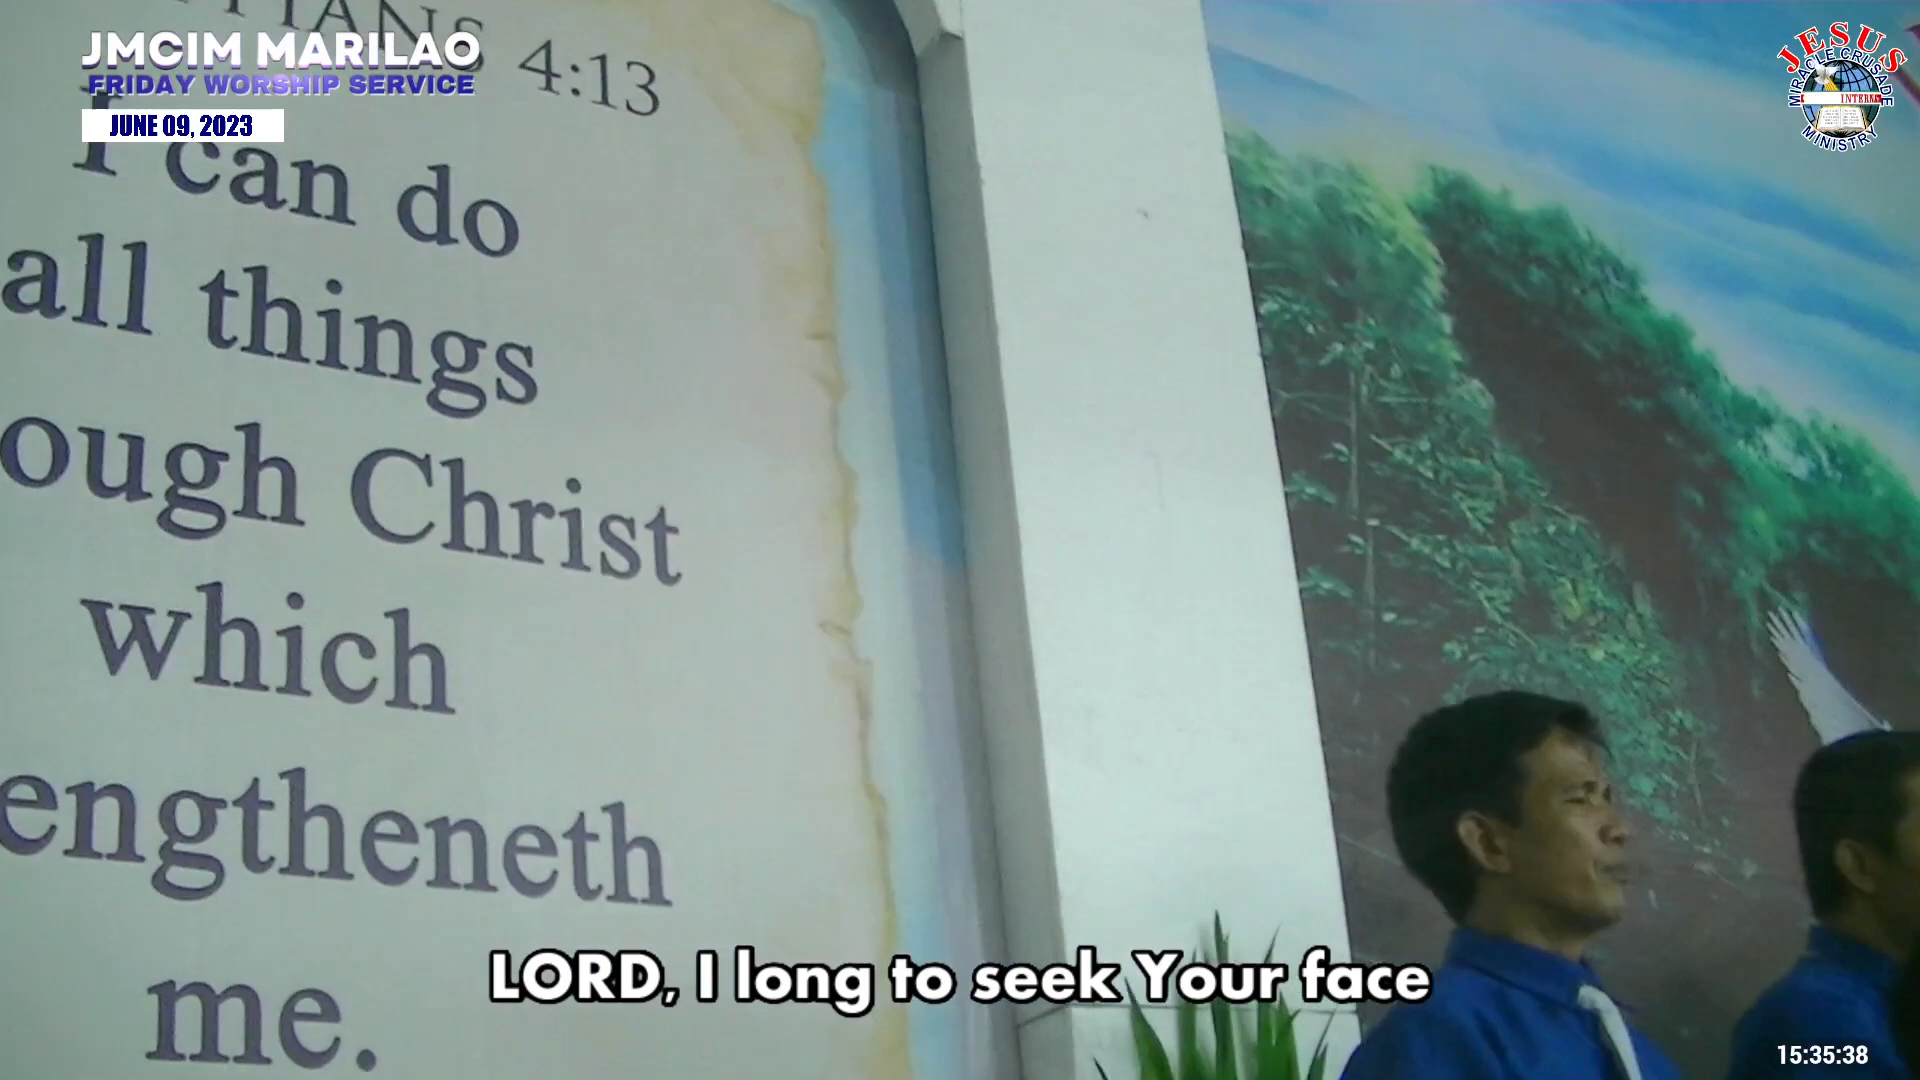 JMCIM MARILAO
FRIDAY WORSHIP SERVICE
JUNE 09, 2023
4:13
I can do
all things
ough Christ
which
engtheneth
me.
JESUS
MIRACLE CRUSADE
INTERNA
MINISTRY
LORD, I long to seek Your face
15:35:38